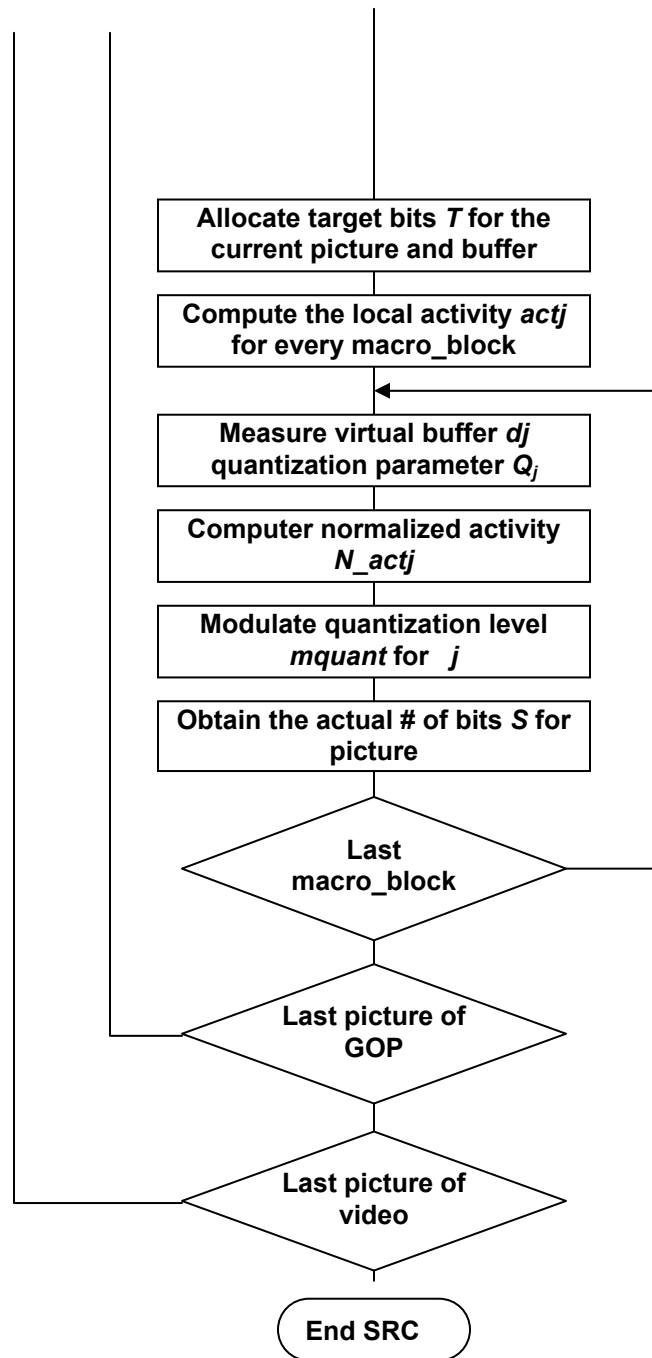 Allocate target bits T for the
current picture and buffer
Compute the local activity actj
for every macro_block
Measure virtual buffer dj
quantization parameter Qj
Computer normalized activity
N_actj
Modulate quantization level
mquant for j
Obtain the actual # of bits S for
picture
Last
macro_block
Last picture of
GOP
Last picture of
video
End SRC